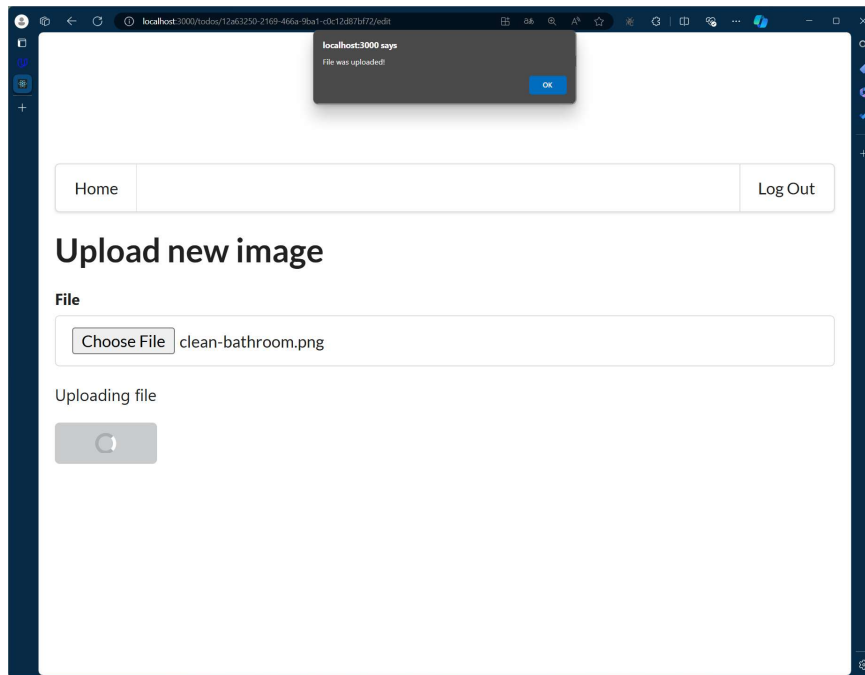 localhost:3000/todos/12a63250-2169-466a-9ba1-c0c12d87bf72/edit
localhost:3000 says
File was uploaded!
OK
Home
Log Out
Upload new image
File
Choose File clean-bathroom.png
Uploading file